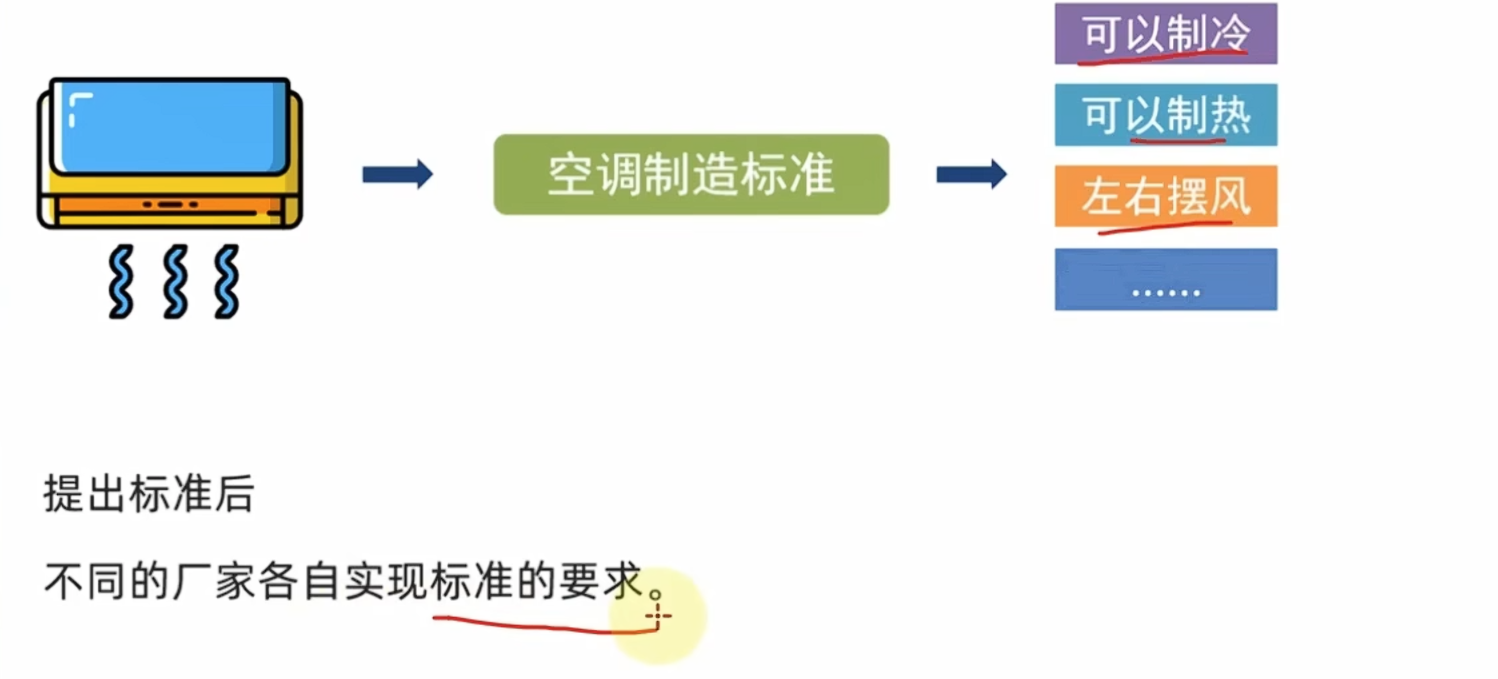 可以制冷
可以制热
左右摆风
......
空调制造标准
提出标准后
不同的厂家各自实现标准的要求。